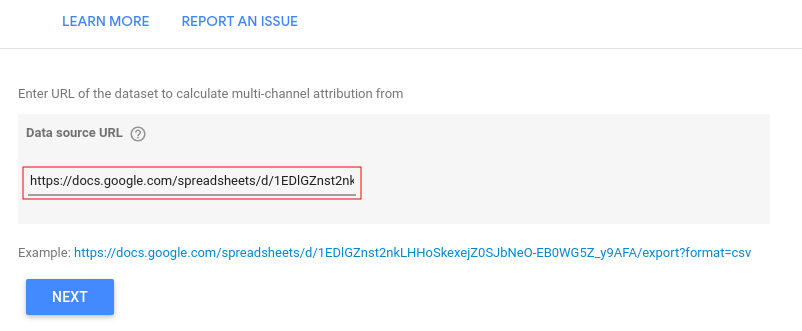 LEARN MORE REPORT AN ISSUE
Enter URL of the dataset to calculate multi-channel attribution from
Data source URL ?
https://docs.google.com/spreadsheets/d/1EDlGZnst2nk
Example: https://docs.google.com/spreadsheets/d/1EDlGZnst2nkLHHoSkexejZ0SJbNeO-EB0WG5Z_y9AFA/export?format=csv
NEXT